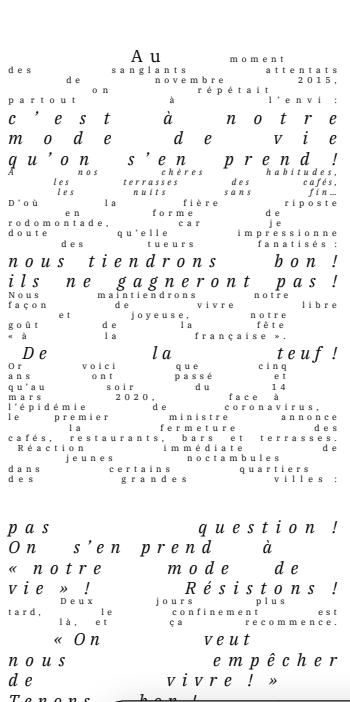 Au moment
des sanglants attentats
de novembre 2015,
on répétait
partout à l'envi :
c'est à notre
mode de vie
qu'on s'en prend !
À nos chères habitudes,
les terrasses des cafés,
les nuits sans fin…
D'où la fière riposte
en forme de
rodomontade, car je
doute qu'elle impressionne
des tueurs fanatisés :
nous tiendrons bon !
ils ne gagneront pas !
Nous maintiendrons notre
façon de vivre libre
et joyeuse, notre
goût de la fête
« à la française ».
De la teuf !
Or voici que cinq
ans ont passé et
qu'au soir du 14
mars 2020, face à
l'épidémie de coronavirus,
le premier ministre annonce
la fermeture des
cafés, restaurants, bars et terrasses.
Réaction immédiate de
jeunes noctambules
dans certains quartiers
des grandes villes :
pas question !
On s'en prend à
« notre mode de
vie » ! Résistons !
Deux jours plus
tard, le confinement est
là, et ça recommence.
« On veut
nous empêcher
de vivre ! »
Tenons bon !